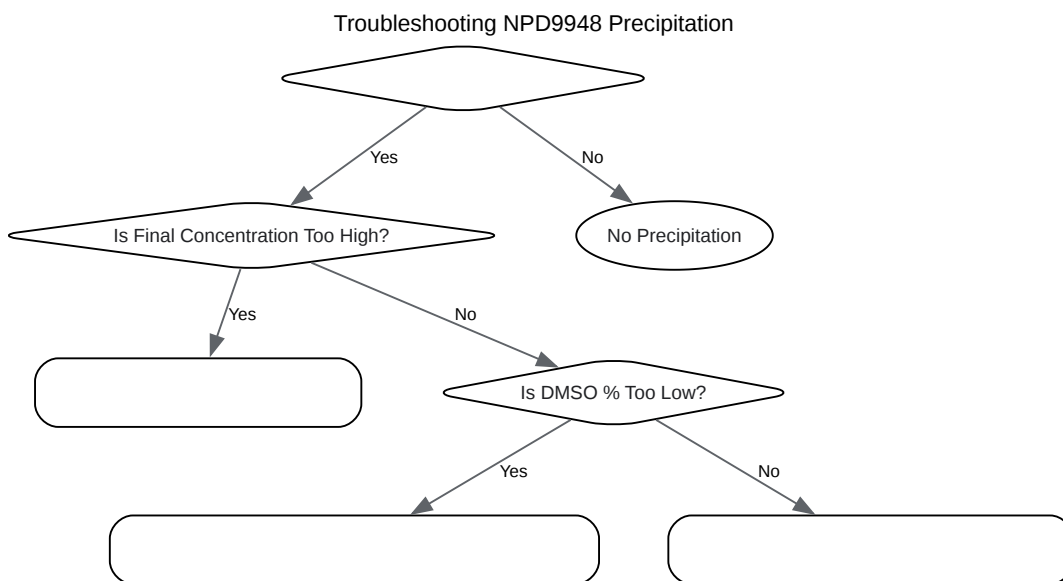 Troubleshooting NPD9948 Precipitation
Yes
No
Is Final Concentration Too High?
No Precipitation
Yes
No
Is DMSO % Too Low?
Yes
No